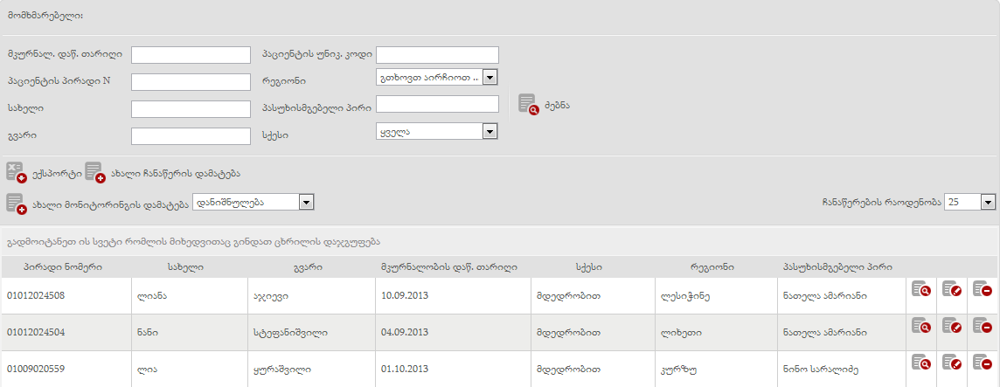 მომხმარებელი:
მკურნალ. დაწ. თარიღი პაციენტის უნიკ. კოდი
პაციენტის პირადი N რეგიონი გთხოვთ აირჩიოთ ..
სახელი პასუხისმგებელი პირი ძებნა
გვარი სქესი ყველა
ექსპორტი ახალი ჩანაწერის დამატება
ახალი მონიტორინგის დამატება დანიშნულება ჩანაწერების რაოდენობა 25
გადმოიტანეთ ის სვეტი რომლის მიხედვითაც გინდათ ცხრილის დაჯგუფება
პირადი ნომერი სახელი გვარი მკურნალობის დაწ. თარიღი სქესი რეგიონი პასუხისმგებელი პირი
01012024508 ლიანა აჯიევი 10.09.2013 მდედრობით ლესიჭინე ნათელა ამარიანი
01012024504 ნანი სტეფანიშვილი 04.09.2013 მდედრობით ლიხეთი ნათელა ამარიანი
01009020559 ლია ყურაშვილი 01.10.2013 მდედრობით კურზუ ნინო სარალიძე